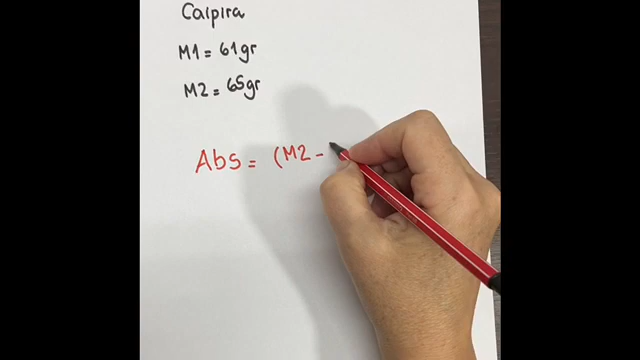 Caipira
M1 = 61gr
M2 = 65gr
Abs = (M2 -